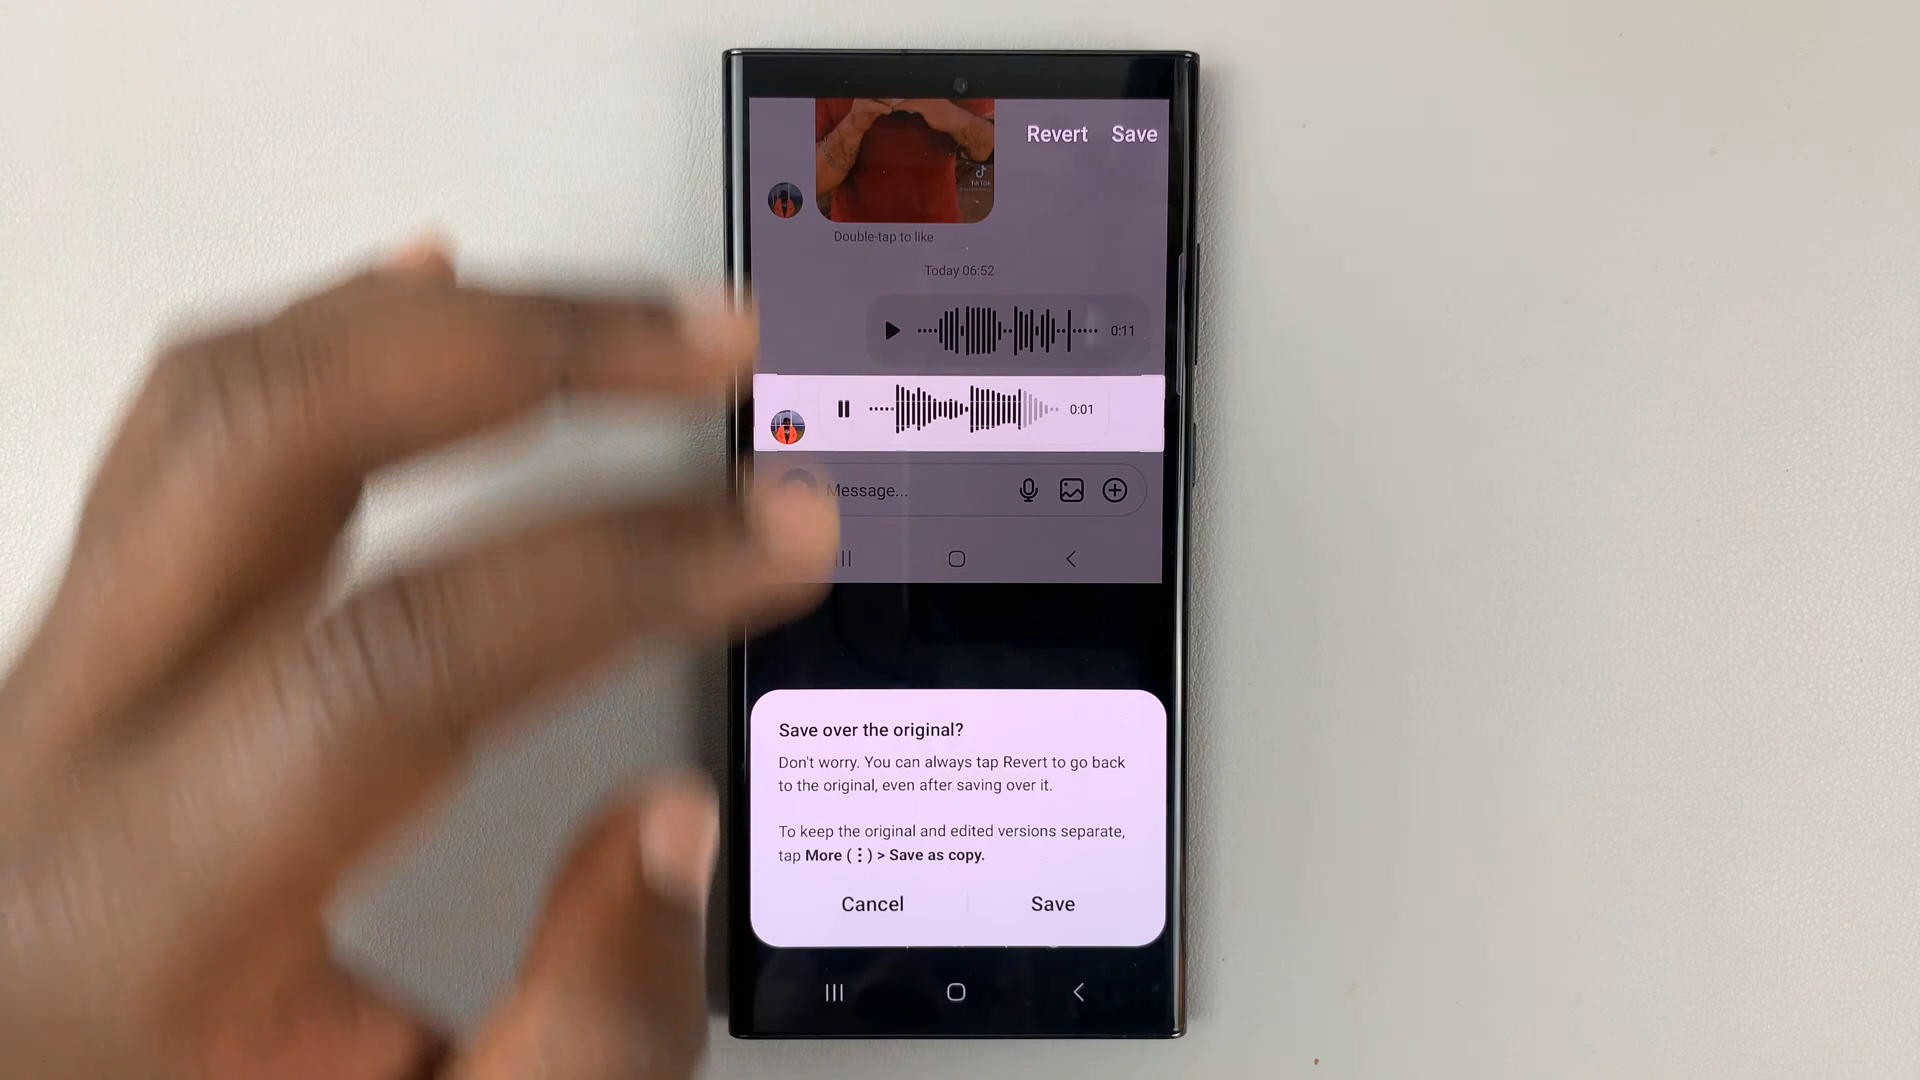 Revert Save
TikTok
Double-tap to like
Today 06:52
0:11
0:01
Message...
Save over the original?
Don't worry. You can always tap Revert to go back
to the original, even after saving over it.
To keep the original and edited versions separate,
tap More (⋮) > Save as copy.
Cancel Save